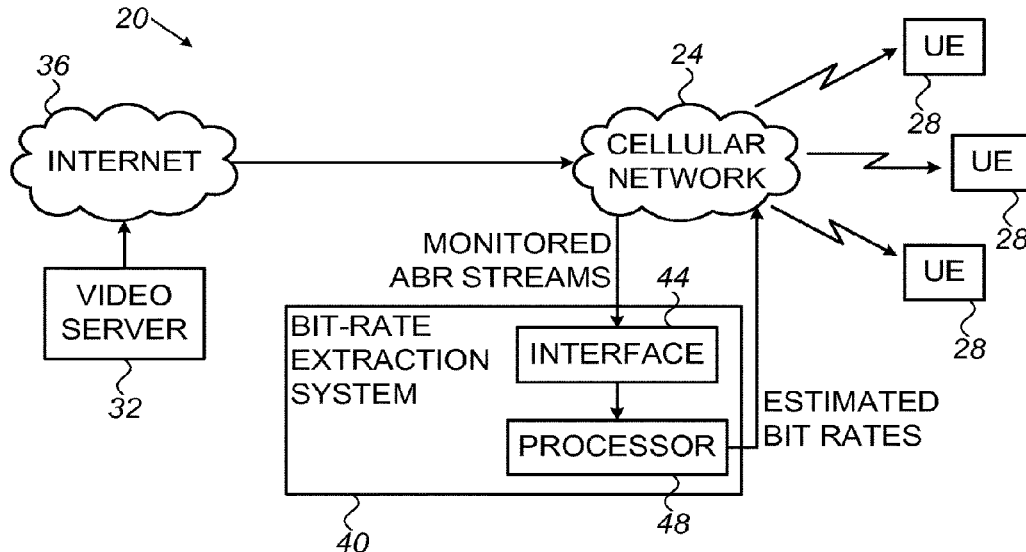 20
36
INTERNET
24
CELLULAR
NETWORK
UE
28
UE
28
UE
28
VIDEO
SERVER
32
MONITORED
ABR STREAMS
44
BIT-RATE
EXTRACTION
SYSTEM
INTERFACE
PROCESSOR
ESTIMATED
BIT RATES
40
48